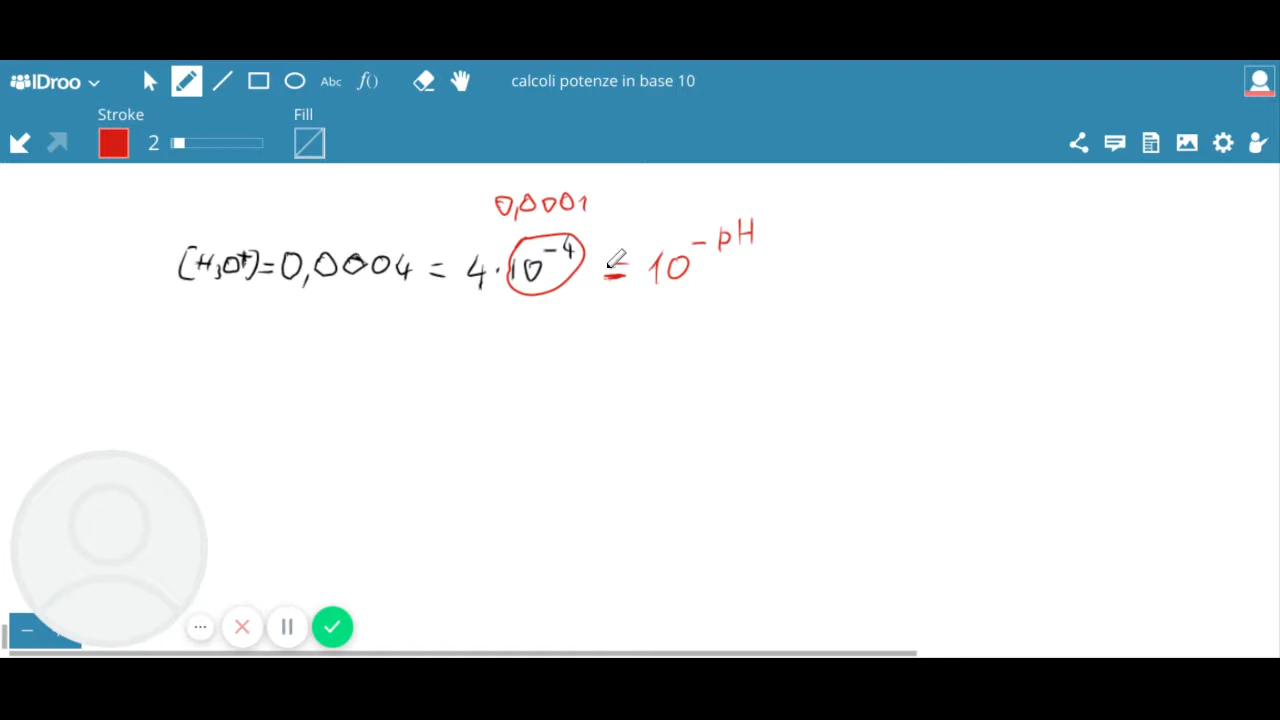 IDroo
Abc
f()
calcoli potenze in base 10
Stroke
Fill
2
0,0001
[H₃O⁺]=0,0004 = 4·10⁻⁴ = 10⁻ᵖᴴ